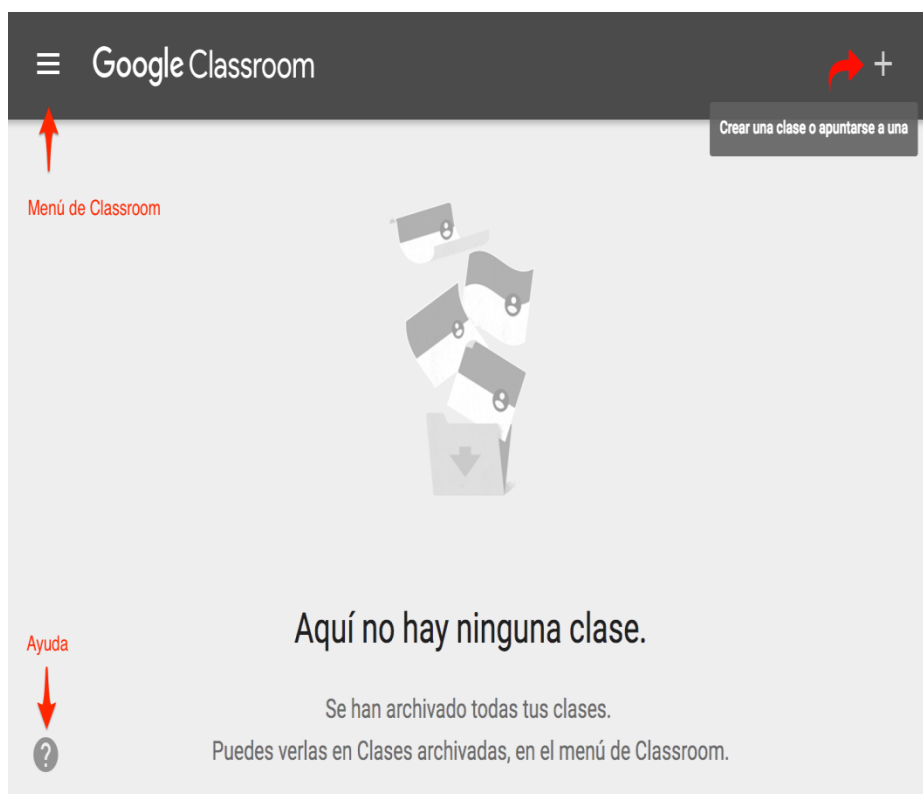 Google Classroom
Crear una clase o apuntarse a una
Menú de Classroom
Aquí no hay ninguna clase.
Ayuda
Se han archivado todas tus clases.
Puedes verlas en Clases archivadas, en el menú de Classroom.